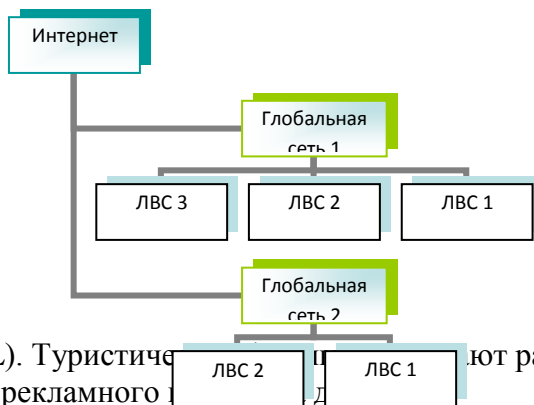 Интернет
Глобальная
сеть 1
ЛВС 3 ЛВС 2 ЛВС 1
Глобальная
сеть 2
ЛВС 2 ЛВС 1
). Туристиче ют ра
рекламного